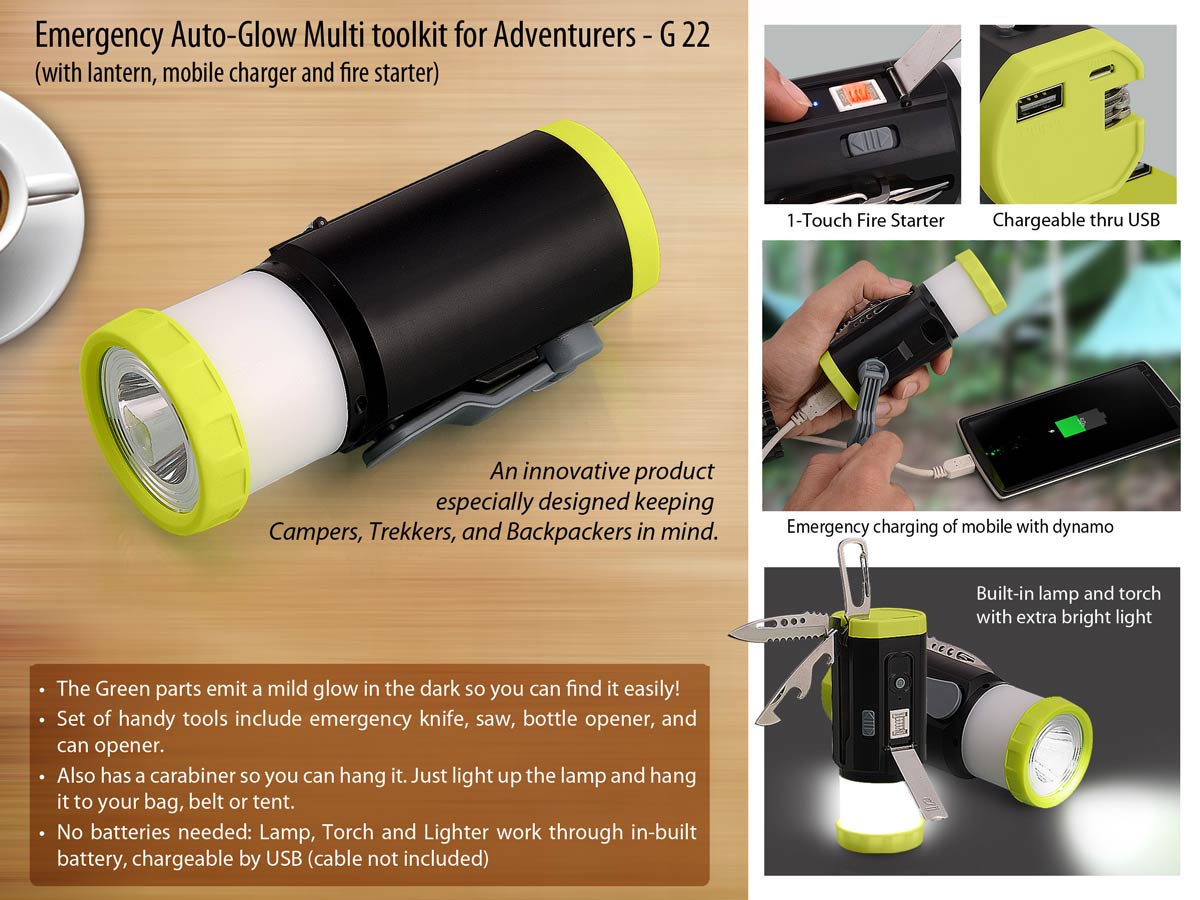 Emergency Auto-Glow Multi toolkit for Adventurers - G 22
(with lantern, mobile charger and fire starter)
An innovative product
especially designed keeping
Campers, Trekkers, and Backpackers in mind.
• The Green parts emit a mild glow in the dark so you can find it easily!
• Set of handy tools include emergency knife, saw, bottle opener, and
can opener.
• Also has a carabiner so you can hang it. Just light up the lamp and hang
it to your bag, belt or tent.
• No batteries needed: Lamp, Torch and Lighter work through in-built
battery, chargeable by USB (cable not included)
1-Touch Fire Starter
Chargeable thru USB
Emergency charging of mobile with dynamo
Built-in lamp and torch
with extra bright light